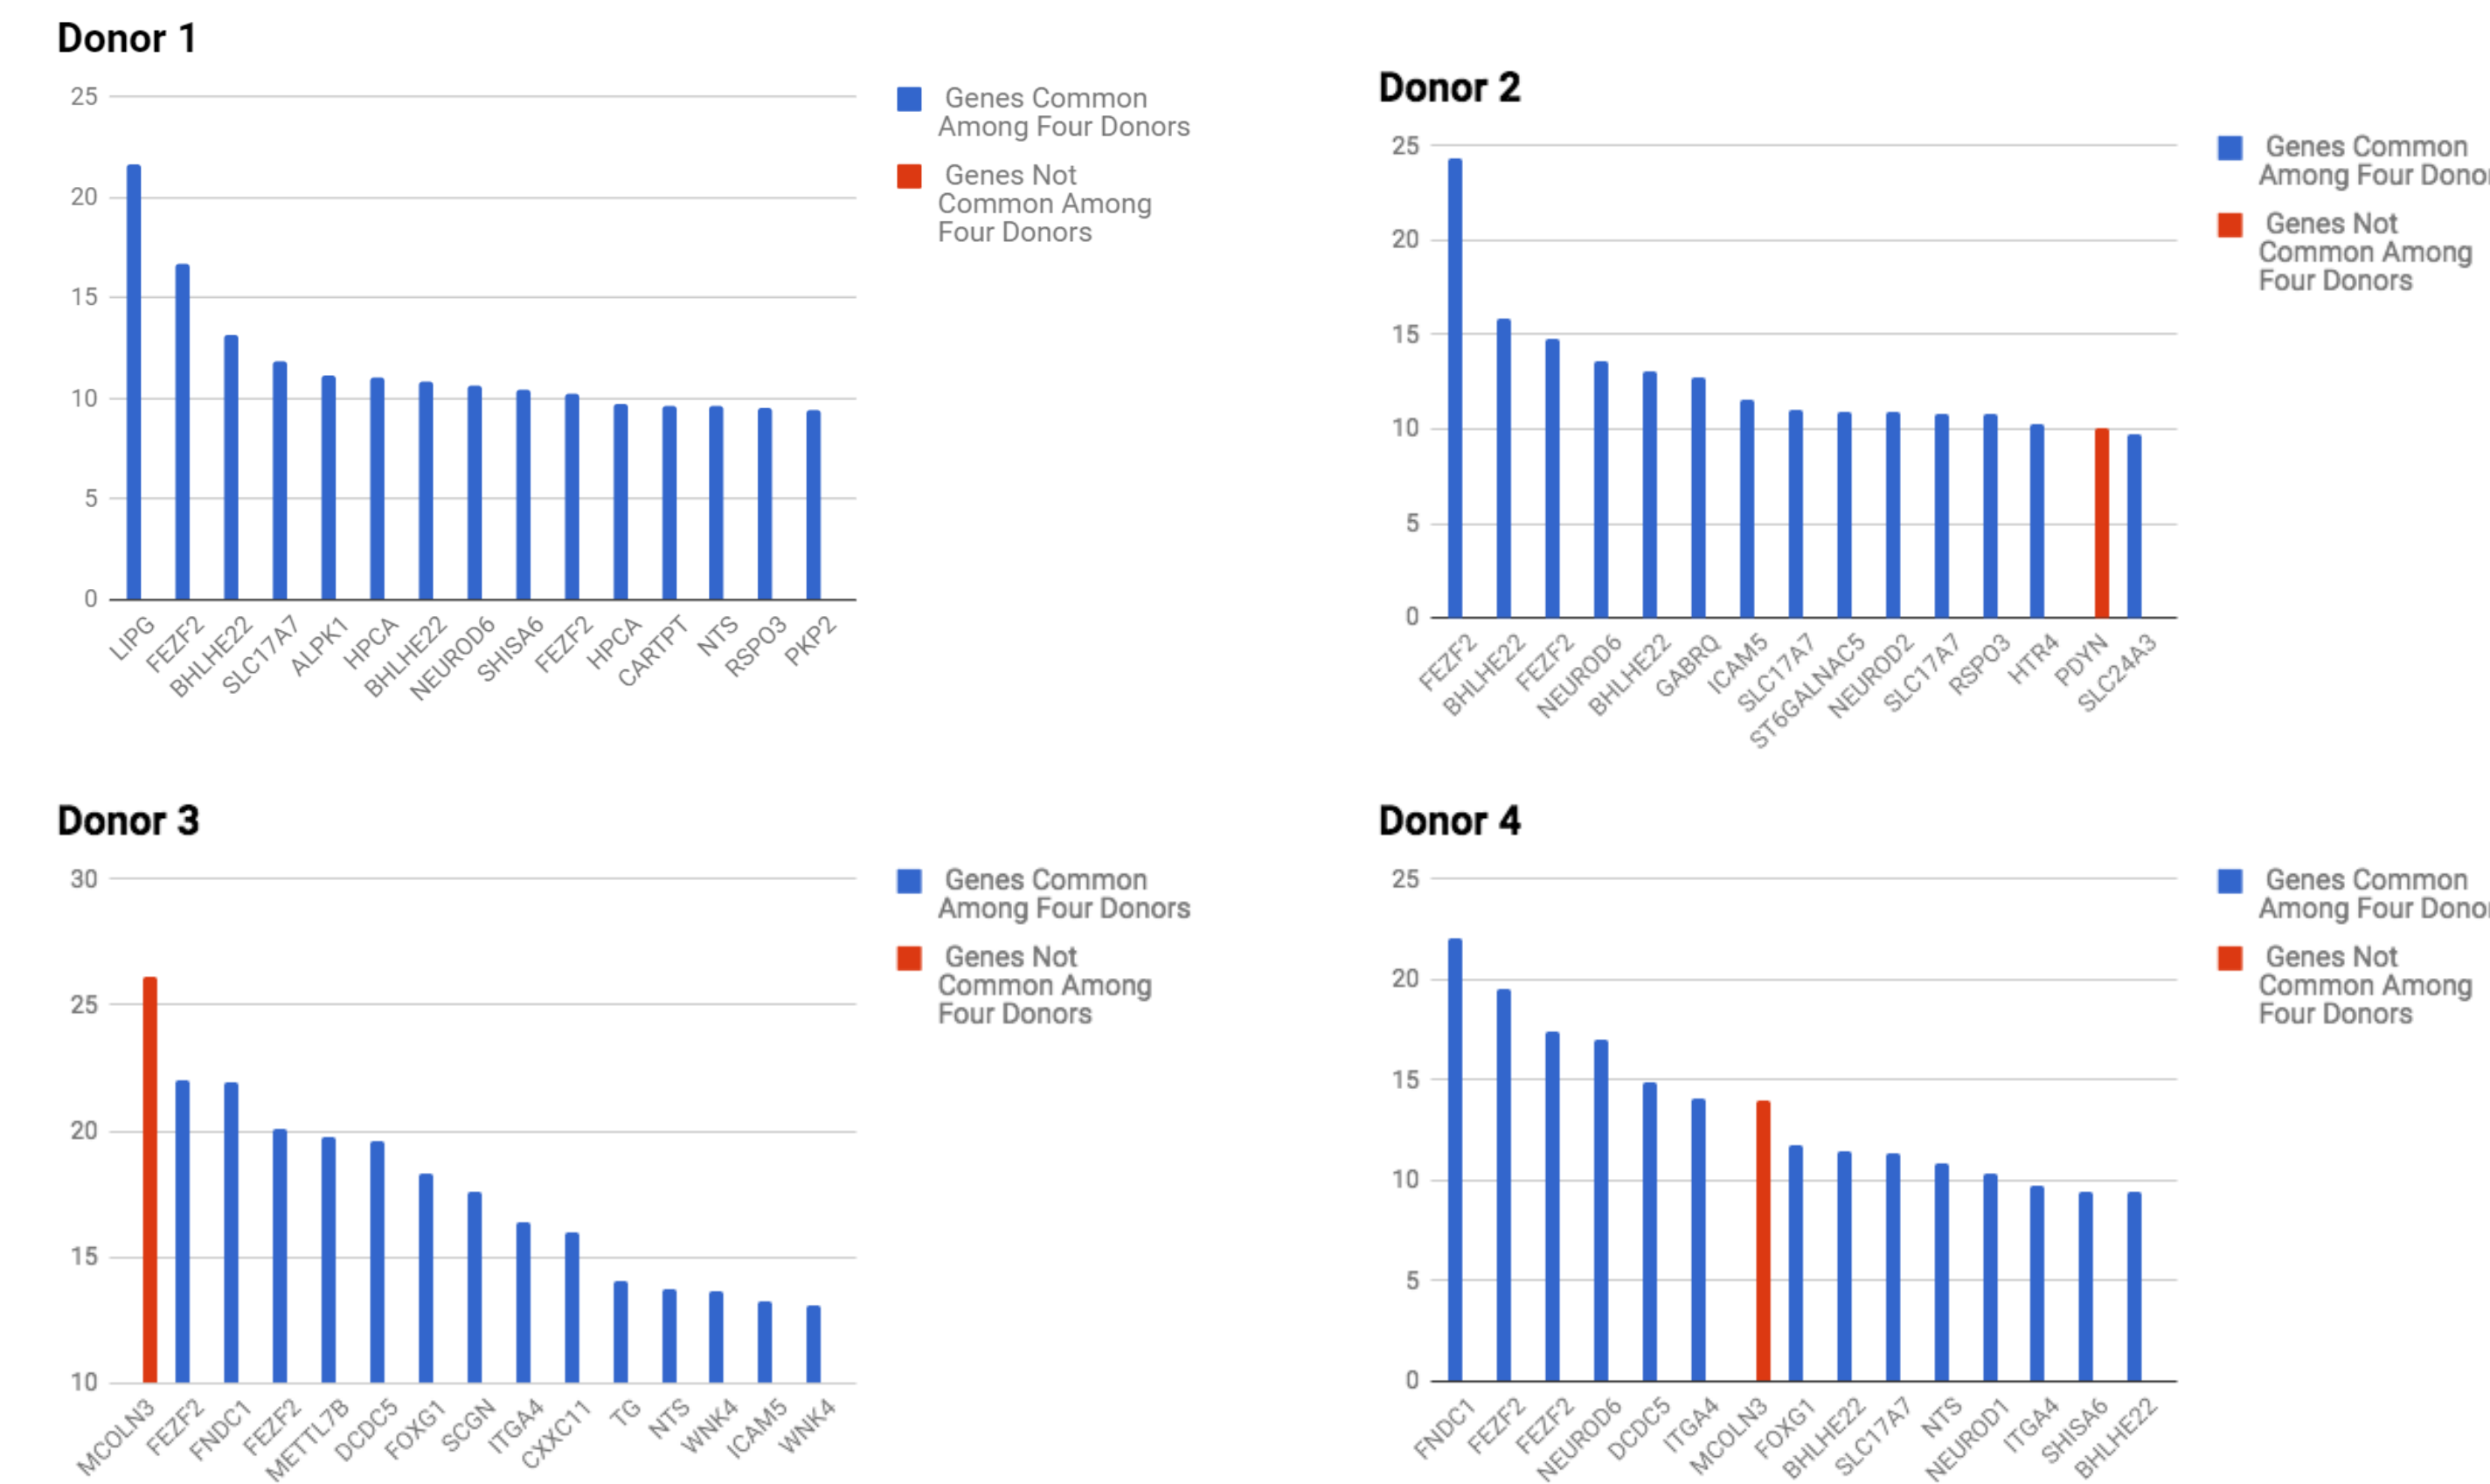 Donor 1
25
20
15
10
5
0
LIPG
FEZF2
BHLHE22
SLC17A7
ALPK1
HPCA
BHLHE22
NEUROD6
SHISA6
FEZF2
HPCA
CARTPT
NTS
RSPO3
PKP2
Genes Common
Among Four Donors
Genes Not
Common Among
Four Donors
Donor 2
25
20
15
10
5
0
FEZF2
BHLHE22
FEZF2
NEUROD6
BHLHE22
GABRQ
ICAM5
SLC17A7
ST6GALNAC5
NEUROD2
SLC17A7
RSPO3
HTR4
PDYN
SLC24A3
Genes Common
Among Four Donor
Genes Not
Common Among
Four Donors
Donor 3
30
25
20
15
10
MCOLN3
FEZF2
FNDC1
FEZF2
METTL7B
DCDC5
FOXG1
SCGN
ITGA4
CXXC11
TG
NTS
WNK4
ICAM5
WNK4
Genes Common
Among Four Donors
Genes Not
Common Among
Four Donors
Donor 4
25
20
15
10
5
0
FNDC1
FEZF2
FEZF2
NEUROD6
DCDC5
ITGA4
MCOLN3
FOXG1
BHLHE22
SLC17A7
NTS
NEUROD1
ITGA4
SHISA6
BHLHE22
Genes Common
Among Four Donor
Genes Not
Common Among
Four Donors